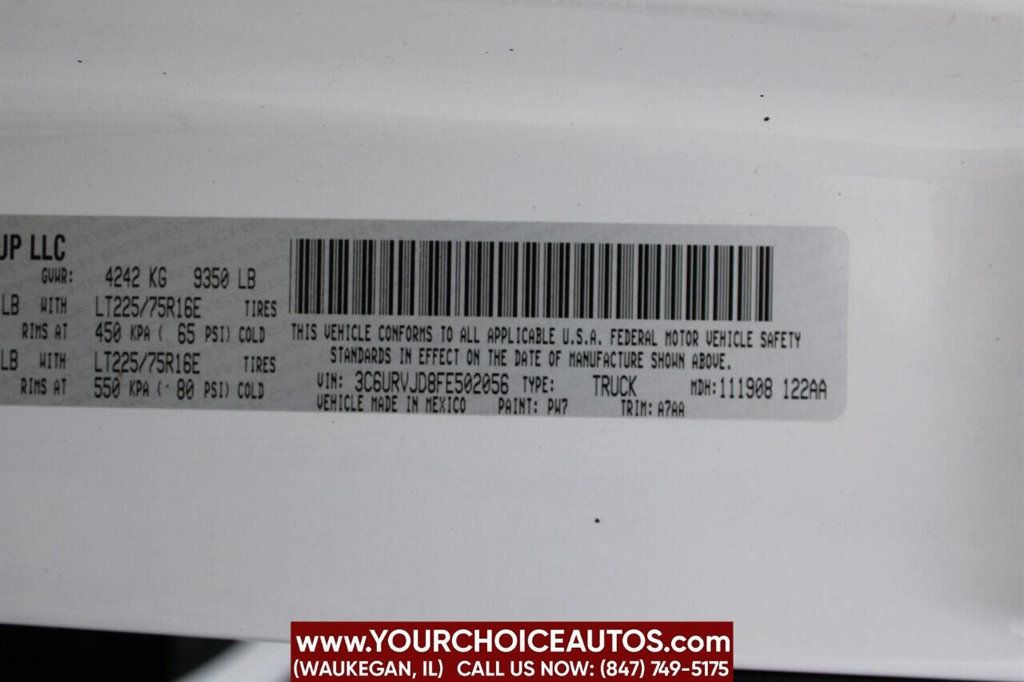 UP LLC
GVWR: 4242 KG 9350 LB
LB WITH LT225/75R16E TIRES
RIMS AT 450 KPA ( 65 PSI) COLD
LB WITH LT225/75R16E TIRES
RIMS AT 550 KPA ( 80 PSI) COLD
THIS VEHICLE CONFORMS TO ALL APPLICABLE U.S.A. FEDERAL MOTOR VEHICLE SAFETY
STANDARDS IN EFFECT ON THE DATE OF MANUFACTURE SHOWN ABOVE.
VIN: 3C6URVJD8FE502056 TYPE: TRUCK MDH: 111908 122AA
VEHICLE MADE IN MEXICO PAINT: PW7 TRIM: A7AA
www.YOURCHOICEAUTOS.com
(WAUKEGAN, IL) CALL US NOW: (847) 749-5175